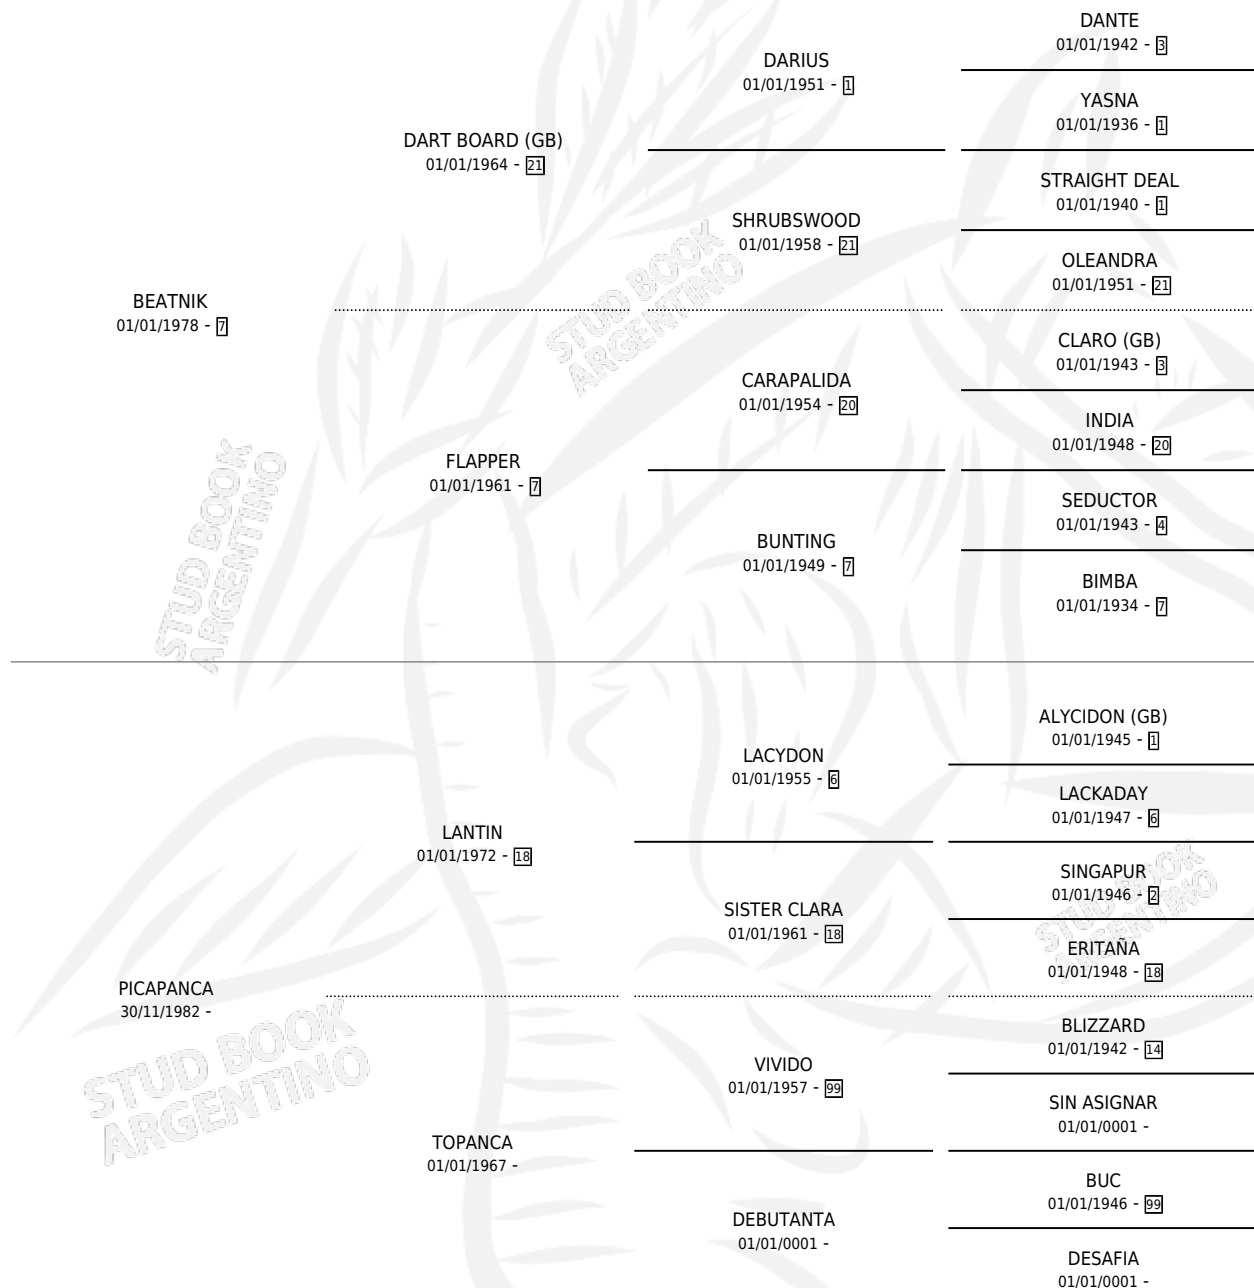 DANTE
01/01/1942 - 3
DARIUS
01/01/1951 - 1
YASNA
01/01/1936 - 1
DART BOARD (GB)
01/01/1964 - 21
STRAIGHT DEAL
01/01/1940 - 1
SHRUBSWOOD
01/01/1958 - 21
OLEANDRA
01/01/1951 - 21
BEATNIK
01/01/1978 - 7
STUD BOOK
ARGENTINO
CLARO (GB)
01/01/1943 - 3
CARAPALIDA
01/01/1954 - 20
INDIA
01/01/1948 - 20
FLAPPER
01/01/1961 - 7
SEDUCTOR
01/01/1943 - 4
BUNTING
01/01/1949 - 7
BIMBA
01/01/1934 - 7
STUD BOOK
ARGENTINO
ALYCIDON (GB)
01/01/1945 - 1
LACYDON
01/01/1955 - 6
LACKADAY
01/01/1947 - 6
LANTIN
01/01/1972 - 18
SINGAPUR
01/01/1946 - 2
SISTER CLARA
01/01/1961 - 18
ERITAÑA
01/01/1948 - 18
STUD BOOK
ARGENTINO
PICAPANCA
30/11/1982 -
BLIZZARD
01/01/1942 - 14
VIVIDO
01/01/1957 - 99
SIN ASIGNAR
01/01/0001 -
STUD BOOK
ARGENTINO
TOPANCA
01/01/1967 -
BUC
01/01/1946 - 99
DEBUTANTA
01/01/0001 -
DESAFIA
01/01/0001 -